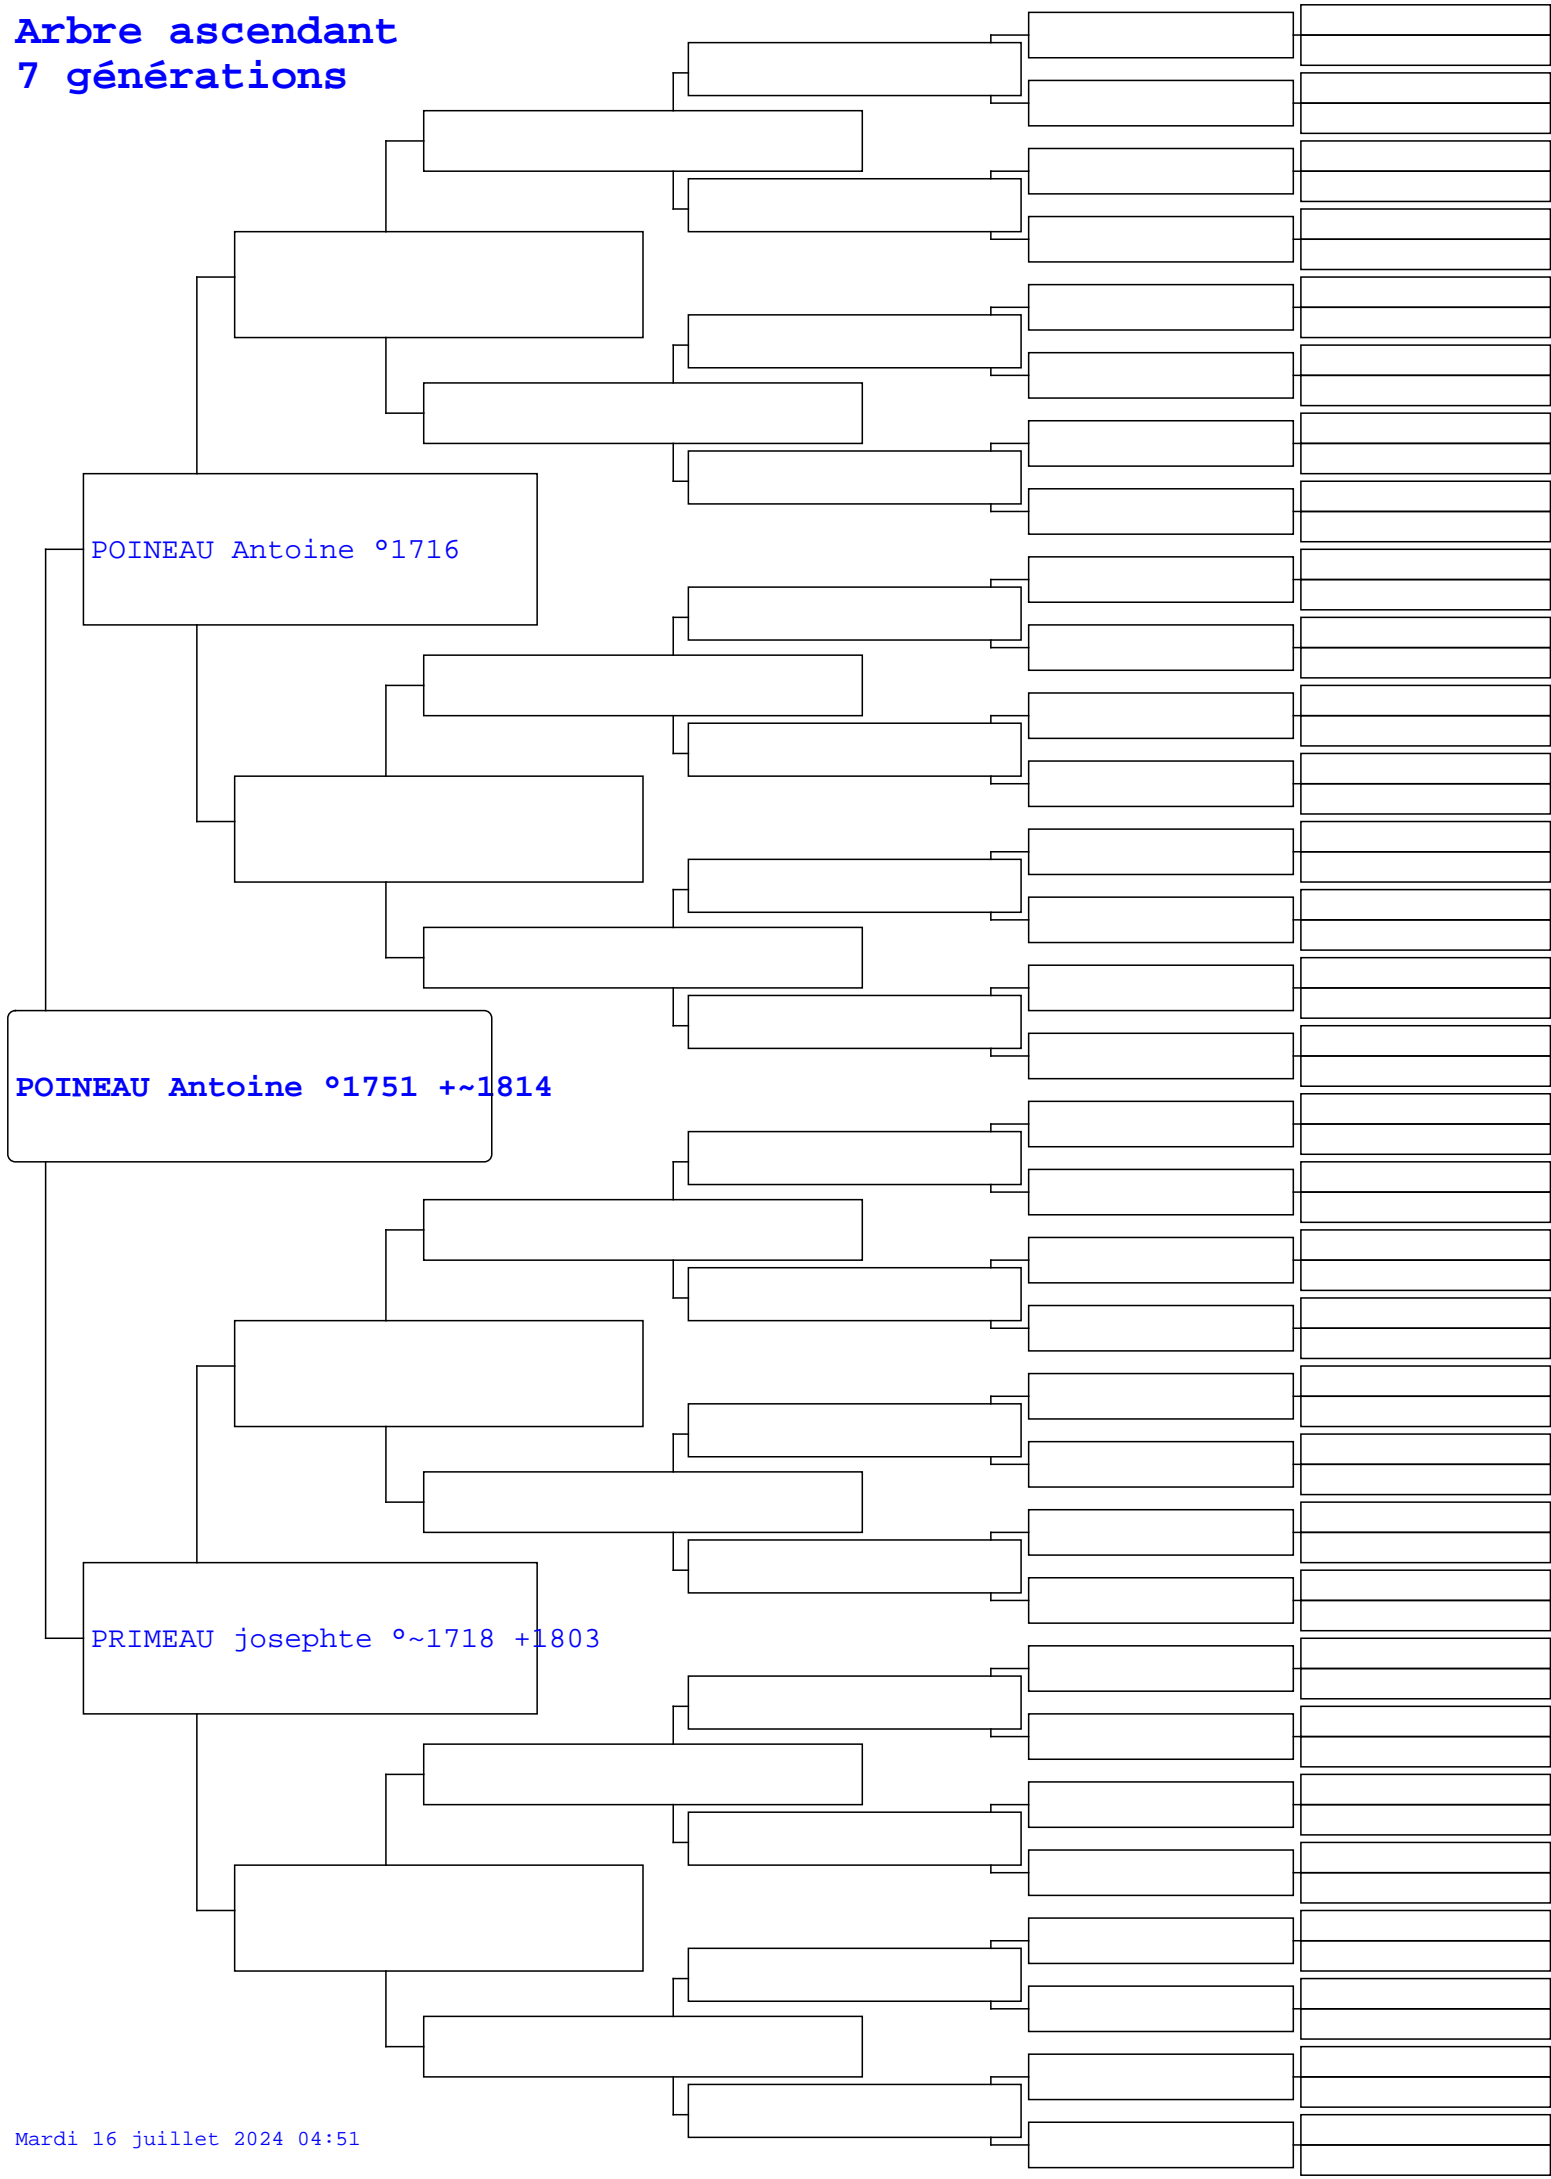 Arbre ascendant
7 générations
POINEAU Antoine °1716
POINEAU Antoine °1751 +~1814
PRIMEAU josephte °~1718 +1803
Mardi 16 juillet 2024 04:51